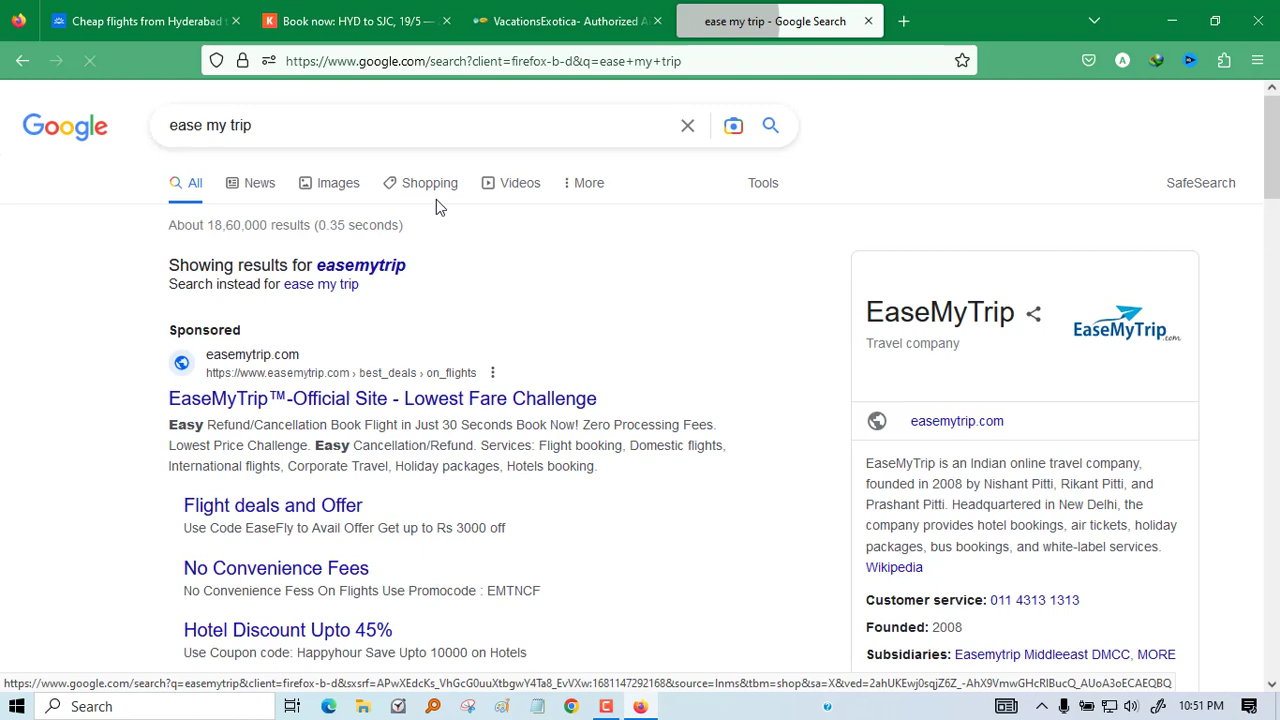 Cheap flights from Hyderabad t
Book now: HYD to SJC, 19/5 —
VacationsExotica- Authorized A
ease my trip - Google Search
https://www.google.com/search?client=firefox-b-d&q=ease+my+trip
Google
ease my trip
All
News
Images
Shopping
Videos
More
Tools
SafeSearch
About 18,60,000 results (0.35 seconds)
Showing results for easemytrip
Search instead for ease my trip
Sponsored
easemytrip.com
https://www.easemytrip.com › best_deals › on_flights
EaseMyTrip™-Official Site - Lowest Fare Challenge
Easy Refund/Cancellation Book Flight in Just 30 Seconds Book Now! Zero Processing Fees.
Lowest Price Challenge. Easy Cancellation/Refund. Services: Flight booking, Domestic flights,
International flights, Corporate Travel, Holiday packages, Hotels booking.
Flight deals and Offer
Use Code EaseFly to Avail Offer Get up to Rs 3000 off
No Convenience Fees
No Convenience Fess On Flights Use Promocode : EMTNCF
Hotel Discount Upto 45%
Use Coupon code: Happyhour Save Upto 10000 on Hotels
EaseMyTrip
Travel company
EaseMyTrip.com
easemytrip.com
EaseMyTrip is an Indian online travel company,
founded in 2008 by Nishant Pitti, Rikant Pitti, and
Prashant Pitti. Headquartered in New Delhi, the
company provides hotel bookings, air tickets, holiday
packages, bus bookings, and white-label services.
Wikipedia
Customer service: 011 4313 1313
Founded: 2008
Subsidiaries: Easemytrip Middleeast DMCC, MORE
https://www.google.com/search?q=easemytrip&client=firefox-b-d&sxsrf=APwXEdcKs_VhGcG0uuXtbgwY4Ta8_EvVXw:1681147292168&source=lnms&tbm=shop&sa=X&ved=2ahUKEwj0sqjZ6Z_-AhX9VmwGHcRIBucQ_AUoA3oECAEQBQ
Search
10:51 PM